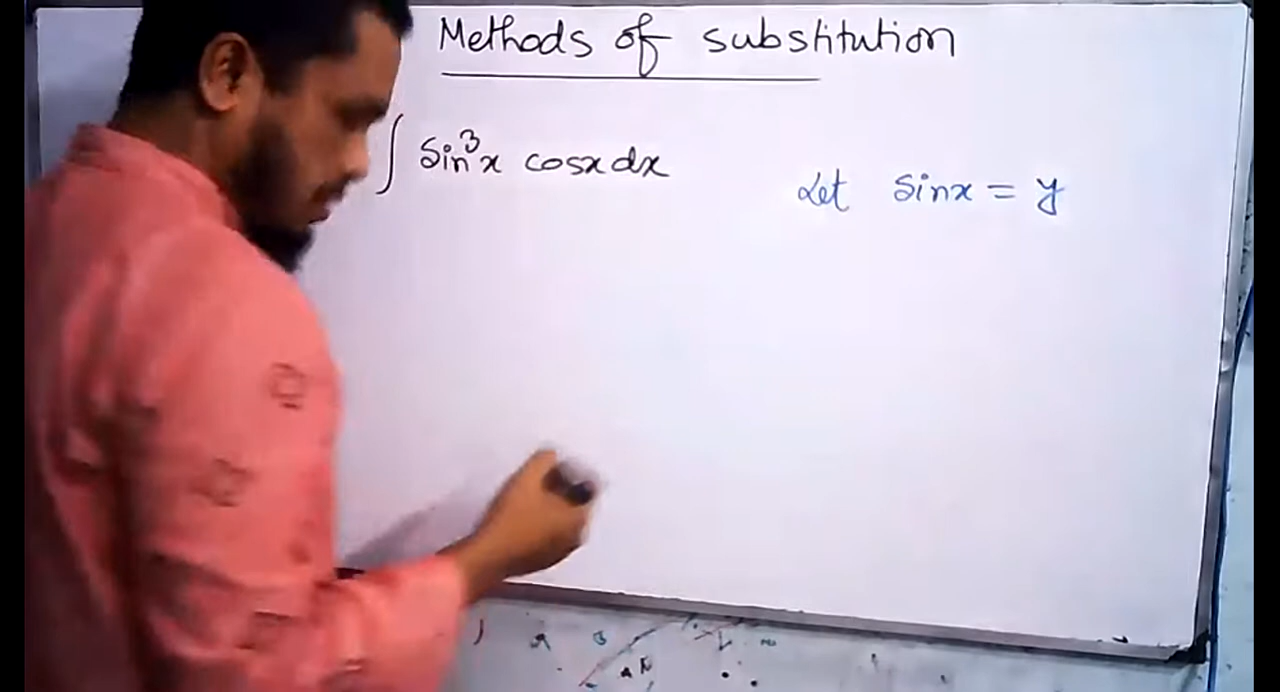 Methods of substitution
∫ Sin³x cosx dx
Let Sinx = y